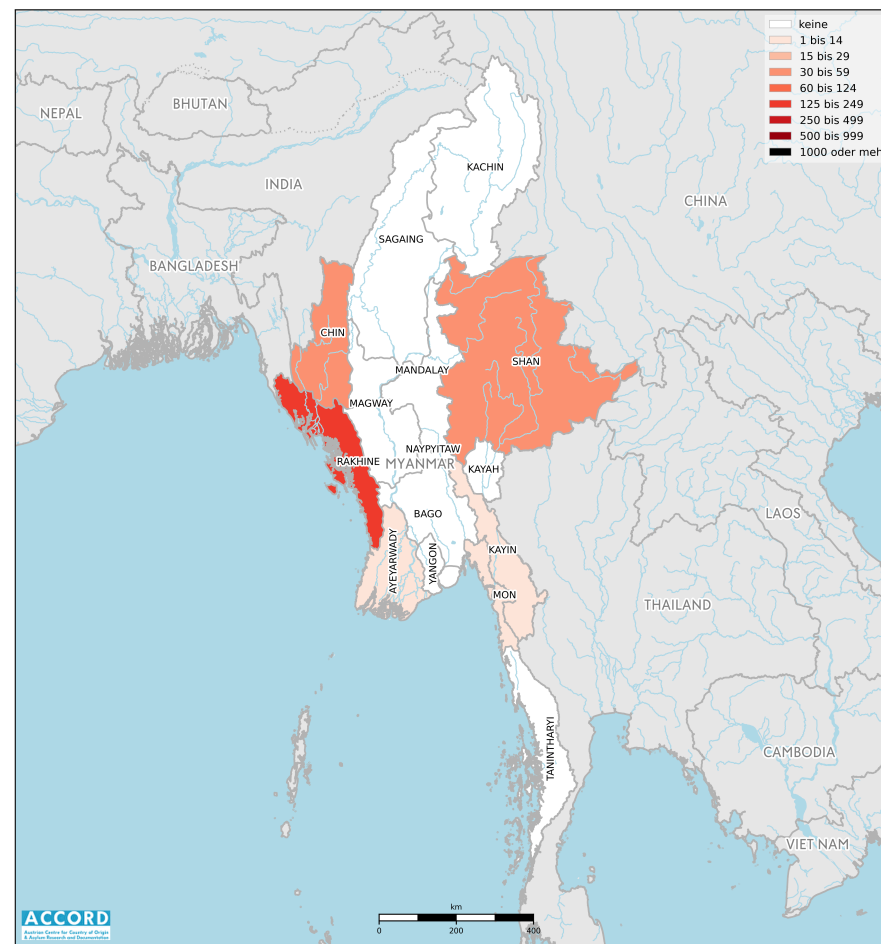 keine
1 bis 14
15 bis 29
30 bis 59
60 bis 124
125 bis 249
250 bis 499
500 bis 999
1000 oder meh
NEPAL
BHUTAN
INDIA
BANGLADESH
CHINA
KACHIN
SAGAING
CHIN
MANDALAY
SHAN
MAGWAY
NAYPYITAW
RAKHINE
MYANMAR
KAYAH
BAGO
LAOS
AYEYARWADY
YANGON
KAYIN
MON
THAILAND
TANINTHARYI
CAMBODIA
VIET NAM
km
0 200 400
ACCORD
Austrian Centre for Country of Origin
& Asylum Research and Documentation